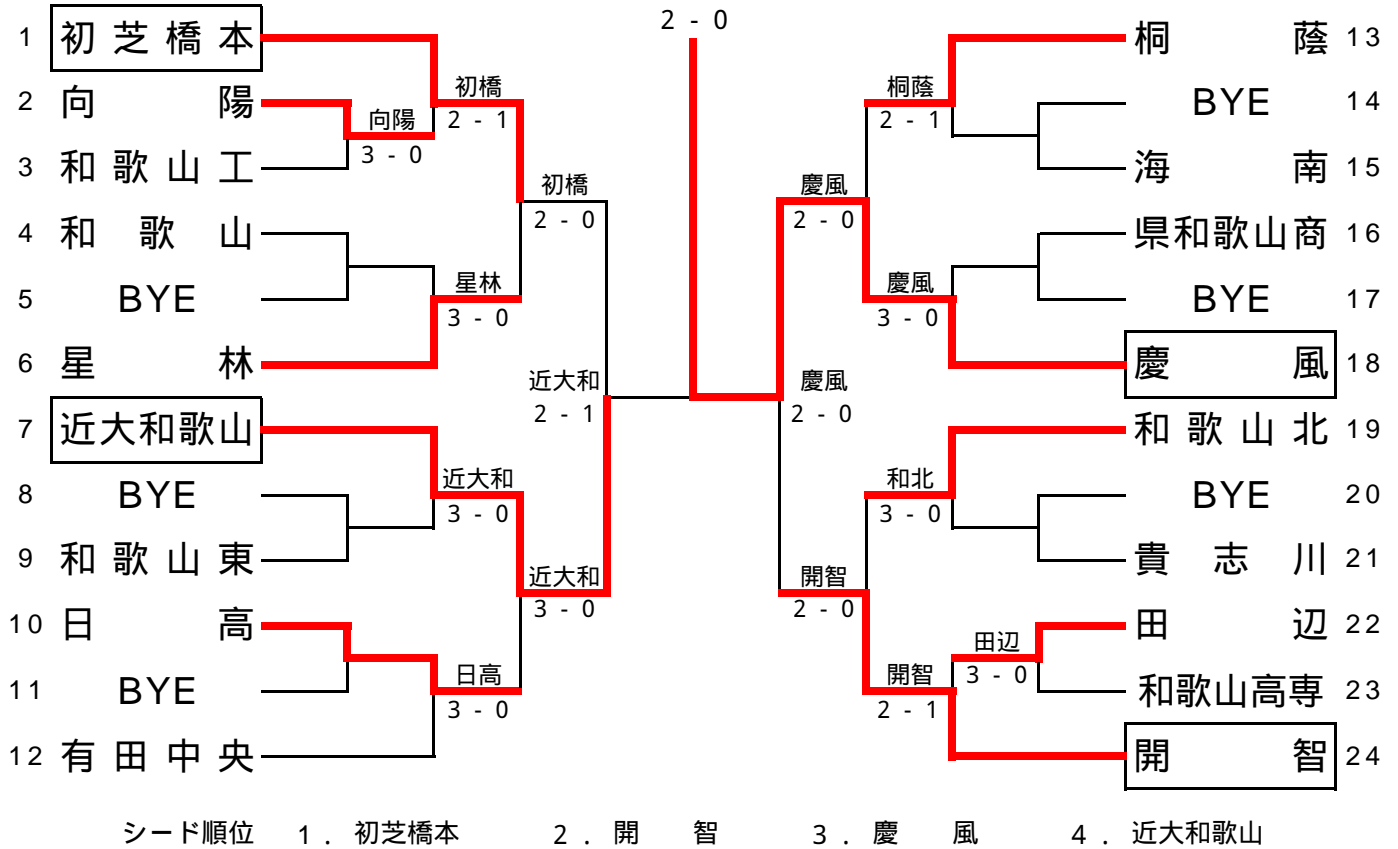 2 - 0
1 初芝橋本
2 向陽
3 和歌山工
4 和歌山
5 BYE
6 星林
7 近大和歌山
8 BYE
9 和歌山東
10 日高
11 BYE
12 有田中央
向陽
3 - 0
初橋
2 - 1
星林
3 - 0
近大和
3 - 0
日高
3 - 0
初橋
2 - 0
近大和
3 - 0
近大和
2 - 1
慶風
2 - 0
慶風
2 - 0
開智
2 - 0
桐蔭
2 - 1
慶風
3 - 0
和北
3 - 0
開智
2 - 1
田辺
3 - 0
桐蔭 13
BYE 14
海南 15
県和歌山商 16
BYE 17
慶風 18
和歌山北 19
BYE 20
貴志川 21
田辺 22
和歌山高専 23
開智 24
シード順位 1. 初芝橋本 2. 開智 3. 慶風 4. 近大和歌山